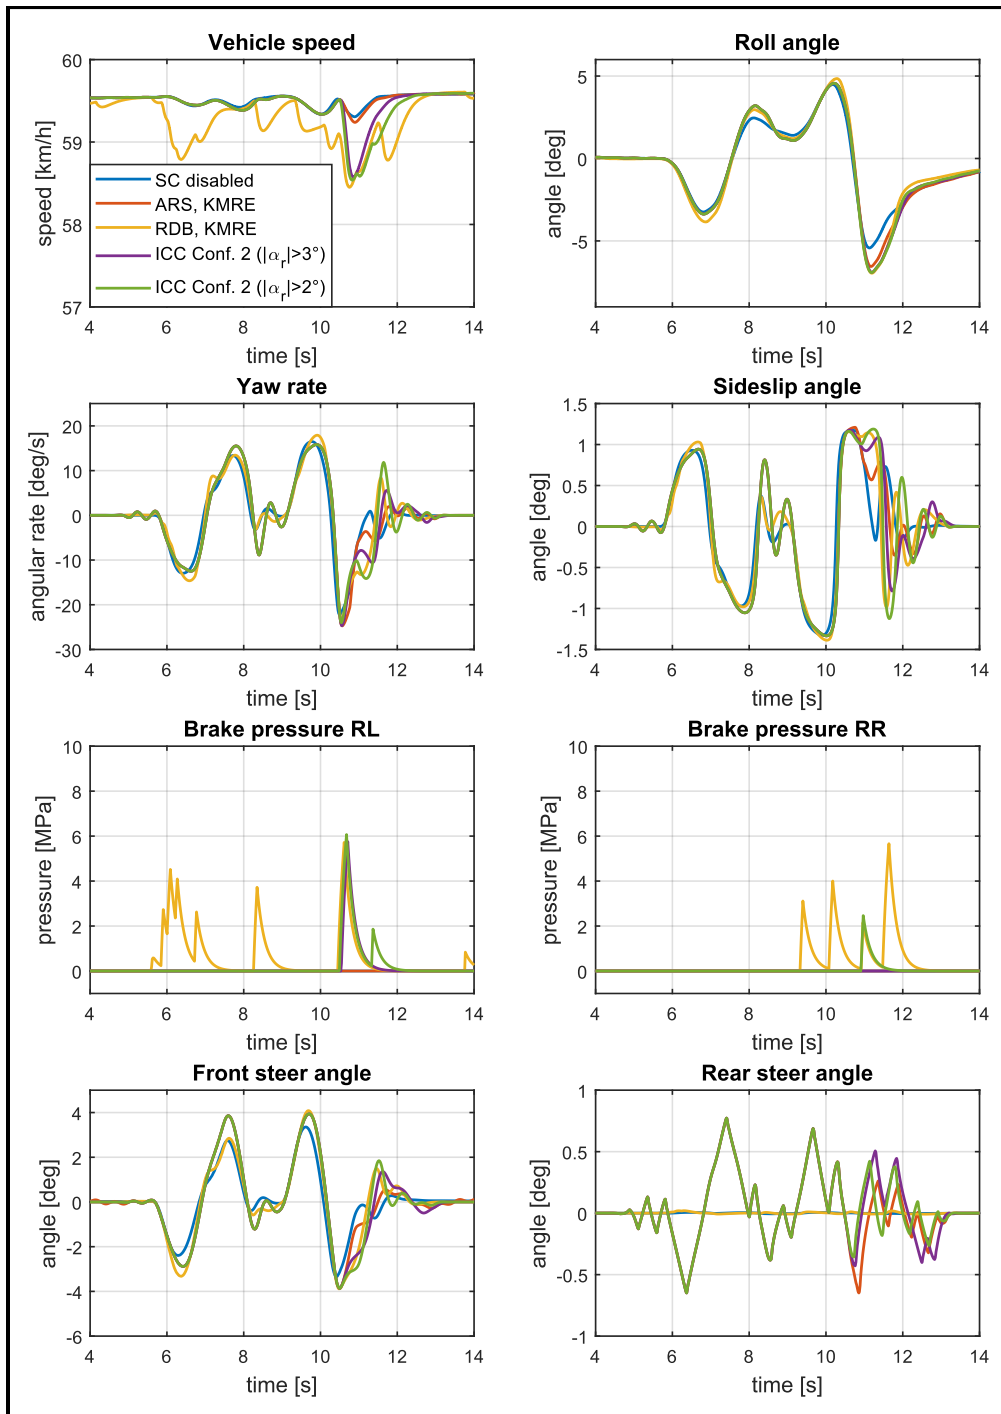 Vehicle speed
60
59
58
57
speed [km/h]
SC disabled
ARS, KMRE
RDB, KMRE
ICC Conf. 2 (|α_r|>3°)
ICC Conf. 2 (|α_r|>2°)
4 6 8 10 12 14
time [s]
Roll angle
5
0
-5
angle [deg]
4 6 8 10 12 14
time [s]
Yaw rate
20
10
0
-10
-20
-30
angular rate [deg/s]
4 6 8 10 12 14
time [s]
Sideslip angle
1.5
1
0.5
0
-0.5
-1
-1.5
angle [deg]
4 6 8 10 12 14
time [s]
Brake pressure RL
10
8
6
4
2
0
pressure [MPa]
4 6 8 10 12 14
time [s]
Brake pressure RR
10
8
6
4
2
0
pressure [MPa]
4 6 8 10 12 14
time [s]
Front steer angle
4
2
0
-2
-4
-6
angle [deg]
4 6 8 10 12 14
time [s]
Rear steer angle
1
0.5
0
-0.5
-1
angle [deg]
4 6 8 10 12 14
time [s]